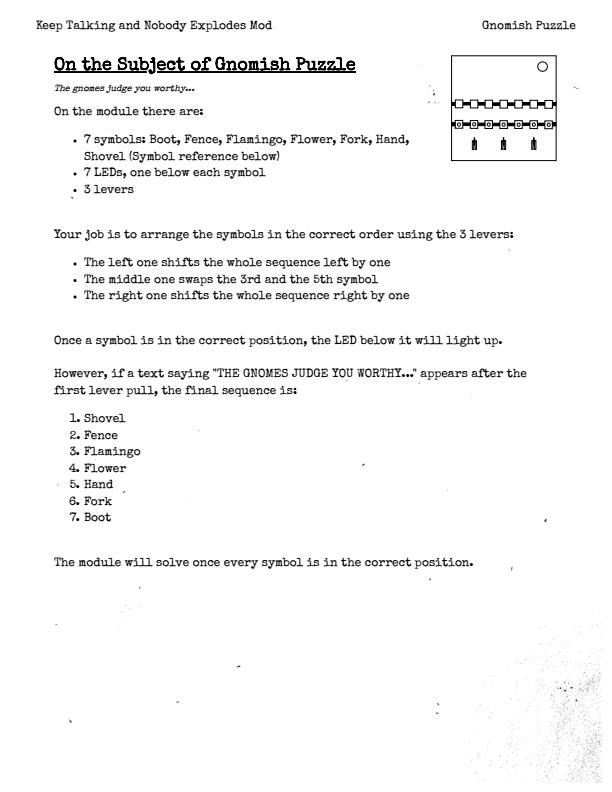 Keep Talking and Nobody Explodes Mod
Gnomish Puzzle
On the Subject of Gnomish Puzzle
The gnomes judge you worthy...
On the module there are:
• 7 symbols: Boot, Fence, Flamingo, Flower, Fork, Hand,
Shovel (Symbol reference below)
• 7 LEDs, one below each symbol
• 3 levers
Your job is to arrange the symbols in the correct order using the 3 levers:
• The left one shifts the whole sequence left by one
• The middle one swaps the 3rd and the 5th symbol
• The right one shifts the whole sequence right by one
Once a symbol is in the correct position, the LED below it will light up.
However, if a text saying "THE GNOMES JUDGE YOU WORTHY..." appears after the
first lever pull, the final sequence is:
1. Shovel
2. Fence
3. Flamingo
4. Flower
5. Hand
6. Fork
7. Boot
The module will solve once every symbol is in the correct position.